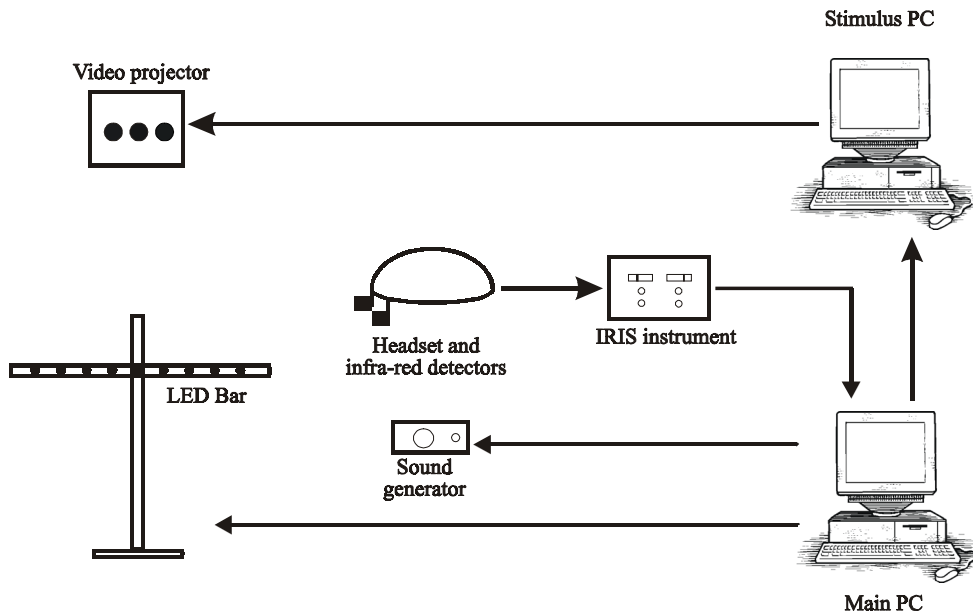 Stimulus PC
Video projector
Headset and
infra-red detectors
IRIS instrument
LED Bar
Sound
generator
Main PC